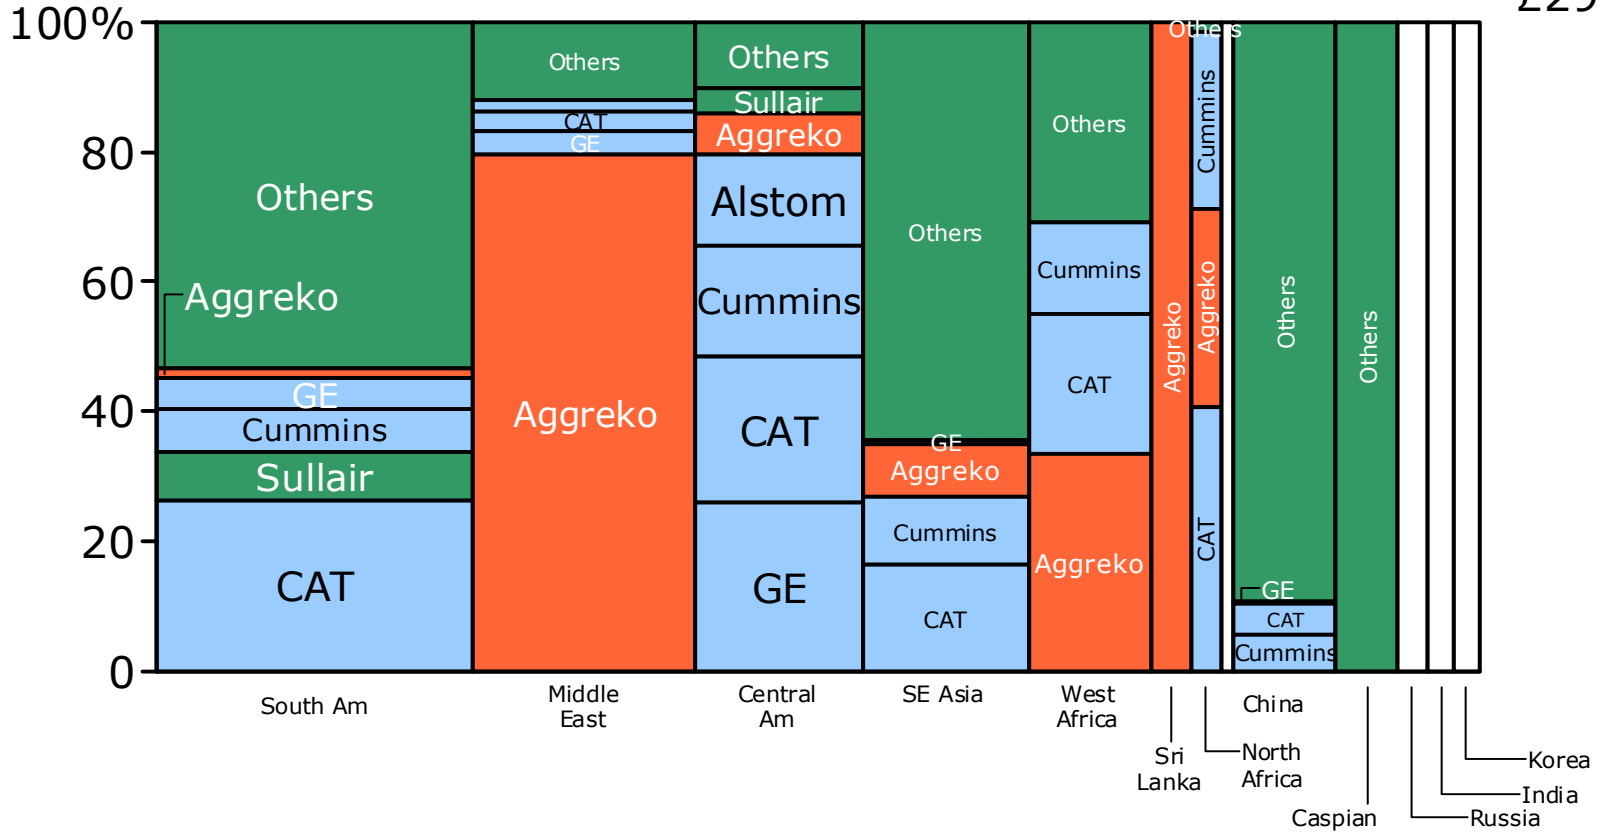 £29
100%
80
60
40
20
0
Others
Aggreko
GE
Cummins
Sullair
CAT
Others
CAT
GE
Aggreko
Others
Sullair
Aggreko
Alstom
Cummins
CAT
GE
Others
GE
Aggreko
Cummins
CAT
Others
Cummins
CAT
Aggreko
Aggreko
Others
Cummins
Aggreko
CAT
Others
GE
CAT
Cummins
Others
South Am
Middle
East
Central
Am
SE Asia
West
Africa
Sri
Lanka
North
Africa
China
Caspian
Russia
India
Korea